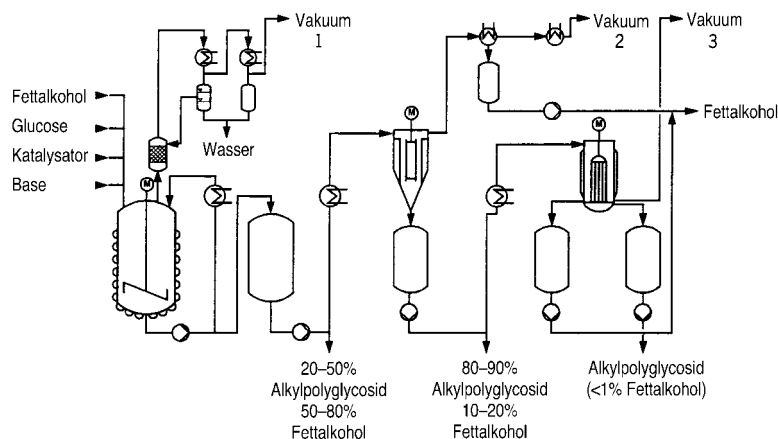 Vakuum
1
Vakuum
2
Vakuum
3
Fettalkohol
Glucose
Katalysator
Base
Wasser
Fettalkohol
M
M
M
20–50%
Alkylpolyglycosid
50–80%
Fettalkohol
80–90%
Alkylpolyglycosid
10–20%
Fettalkohol
Alkylpolyglycosid
(<1% Fettalkohol)